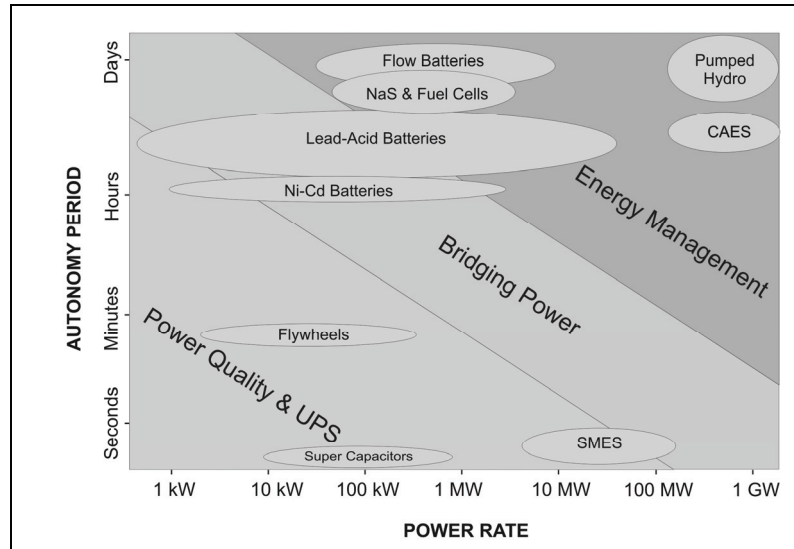 Days
Hours
Minutes
Seconds
AUTONOMY PERIOD
Flow Batteries
NaS & Fuel Cells
Lead-Acid Batteries
Ni-Cd Batteries
Pumped
Hydro
CAES
Energy Management
Bridging Power
Flywheels
Power Quality & UPS
SMES
Super Capacitors
1 kW
10 kW
100 kW
1 MW
10 MW
100 MW
1 GW
POWER RATE